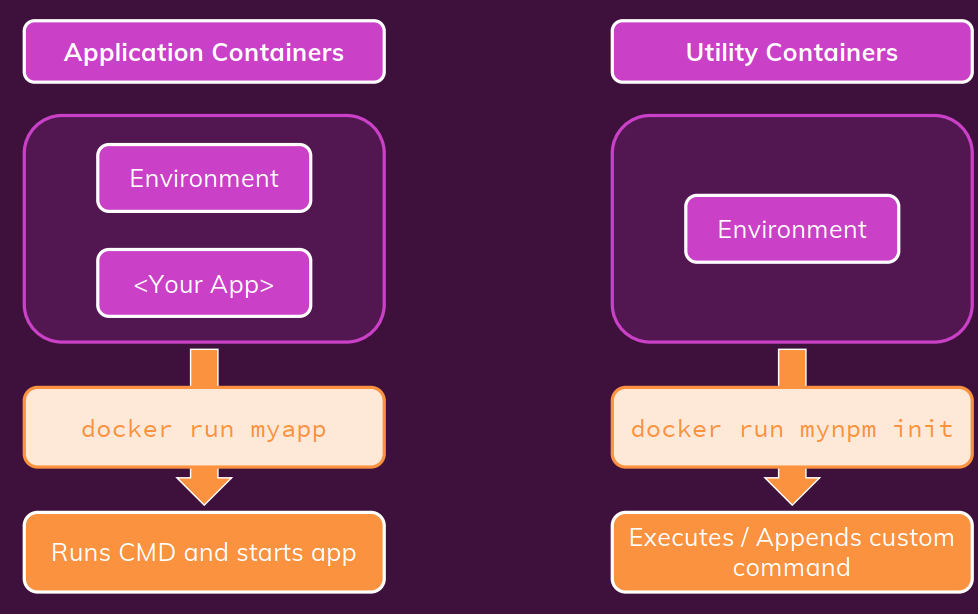 Application Containers
Environment
<Your App>
docker run myapp
Runs CMD and starts app
Utility Containers
Environment
docker run mynpm init
Executes / Appends custom
command